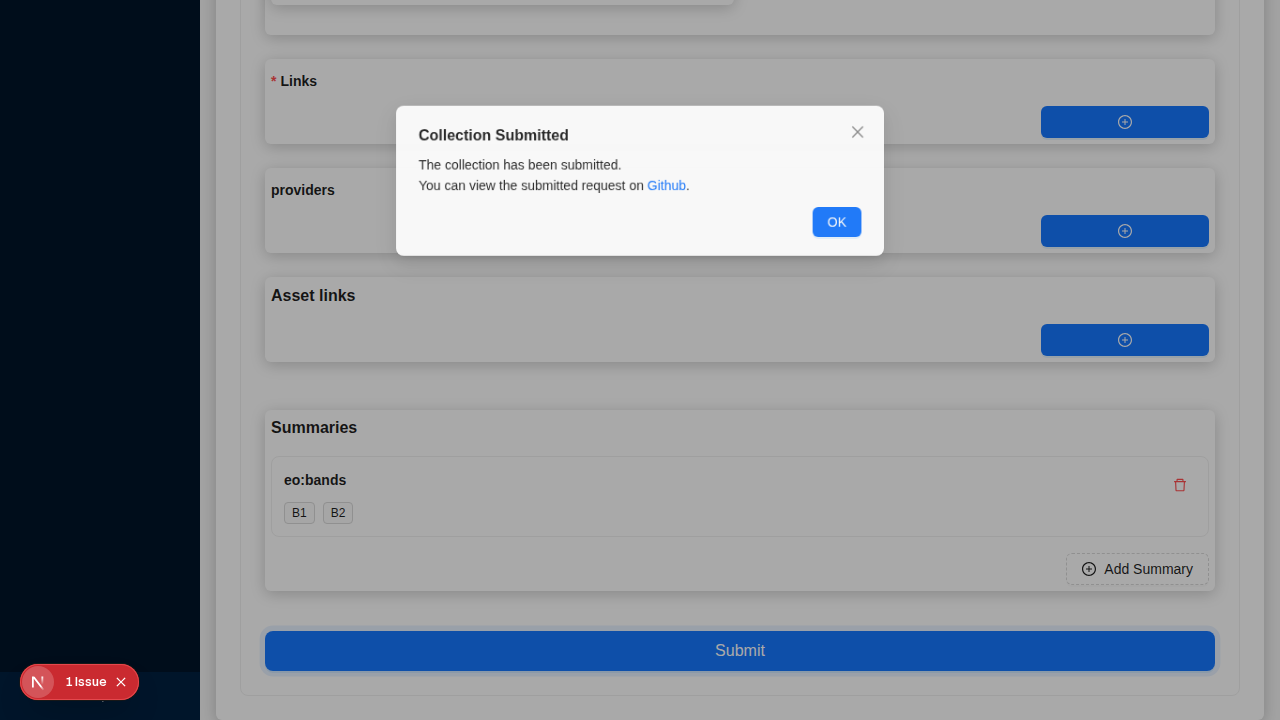 * Links
Collection Submitted
The collection has been submitted.
You can view the submitted request on Github.
OK
providers
Asset links
Summaries
eo:bands
B1 B2
Add Summary
Submit
N 1 Issue